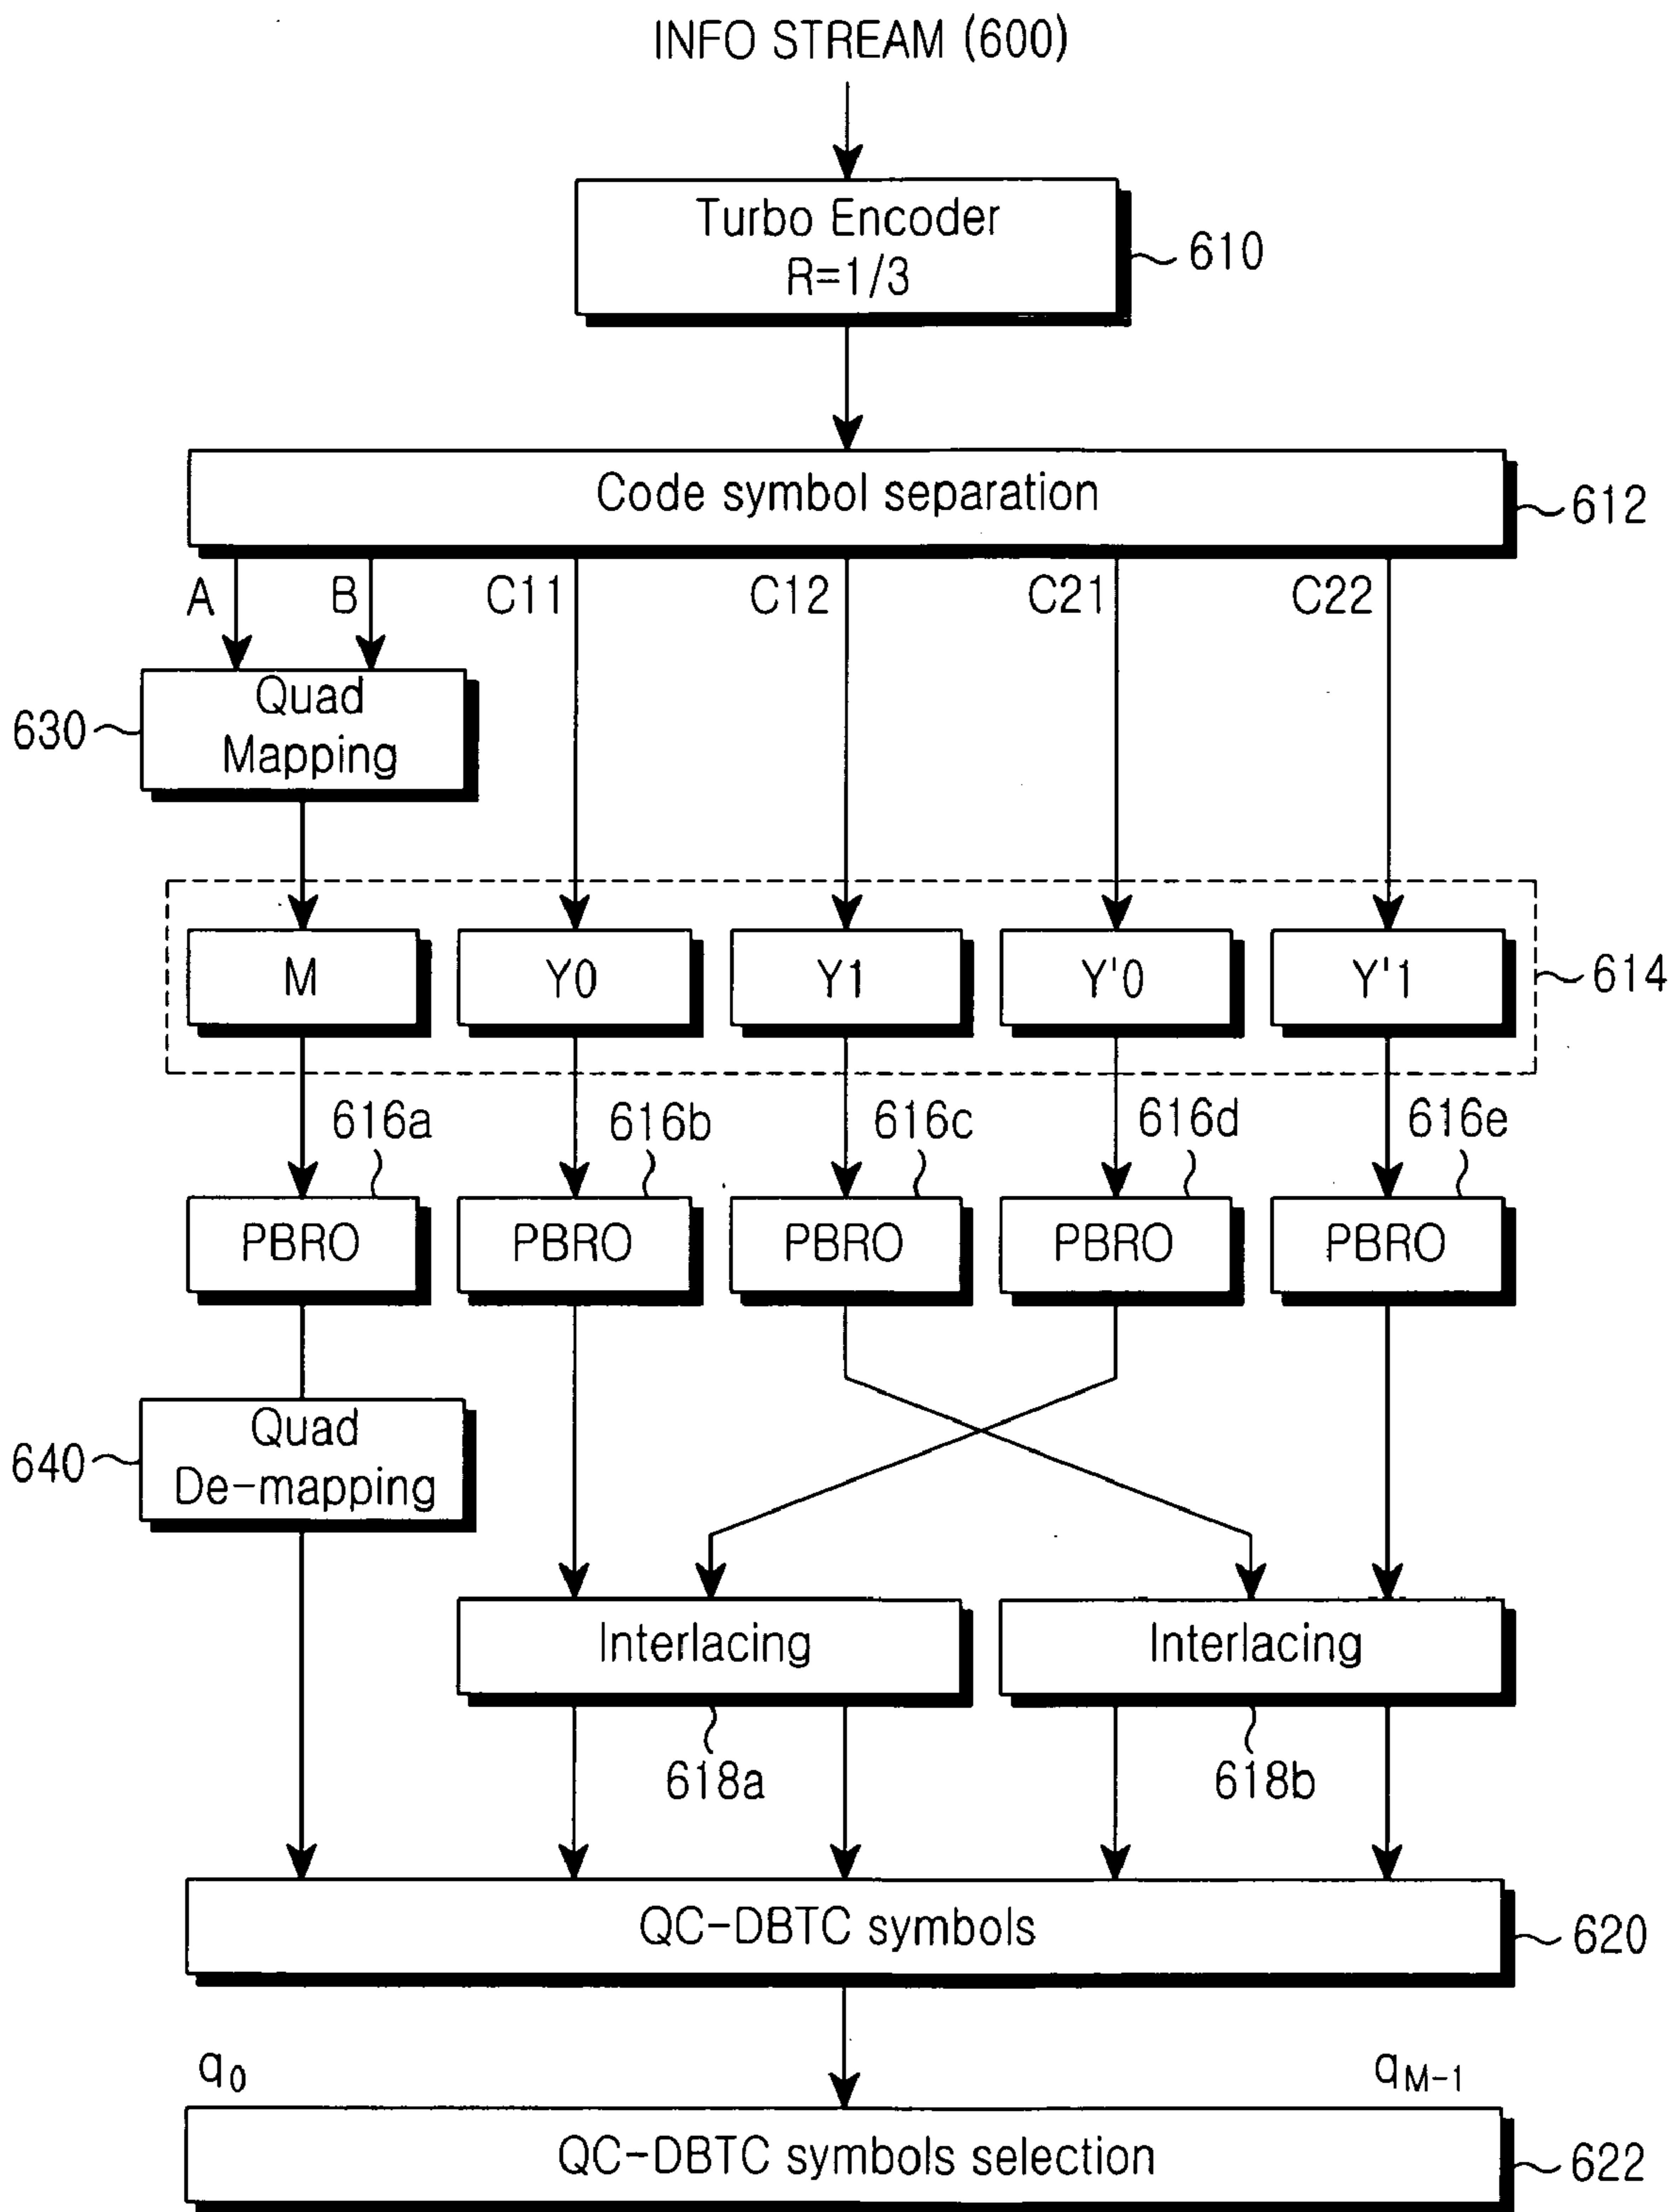 INFO STREAM (600)
Turbo Encoder
R=1/3
610
Code symbol separation
612
A
B
C11
C12
C21
C22
630
Quad
Mapping
M
Y0
Y1
Y'0
Y'1
614
616a
616b
616c
616d
616e
PBRO
PBRO
PBRO
PBRO
PBRO
640
Quad
De-mapping
Interlacing
Interlacing
618a
618b
QC-DBTC symbols
620
q0
qM-1
QC-DBTC symbols selection
622